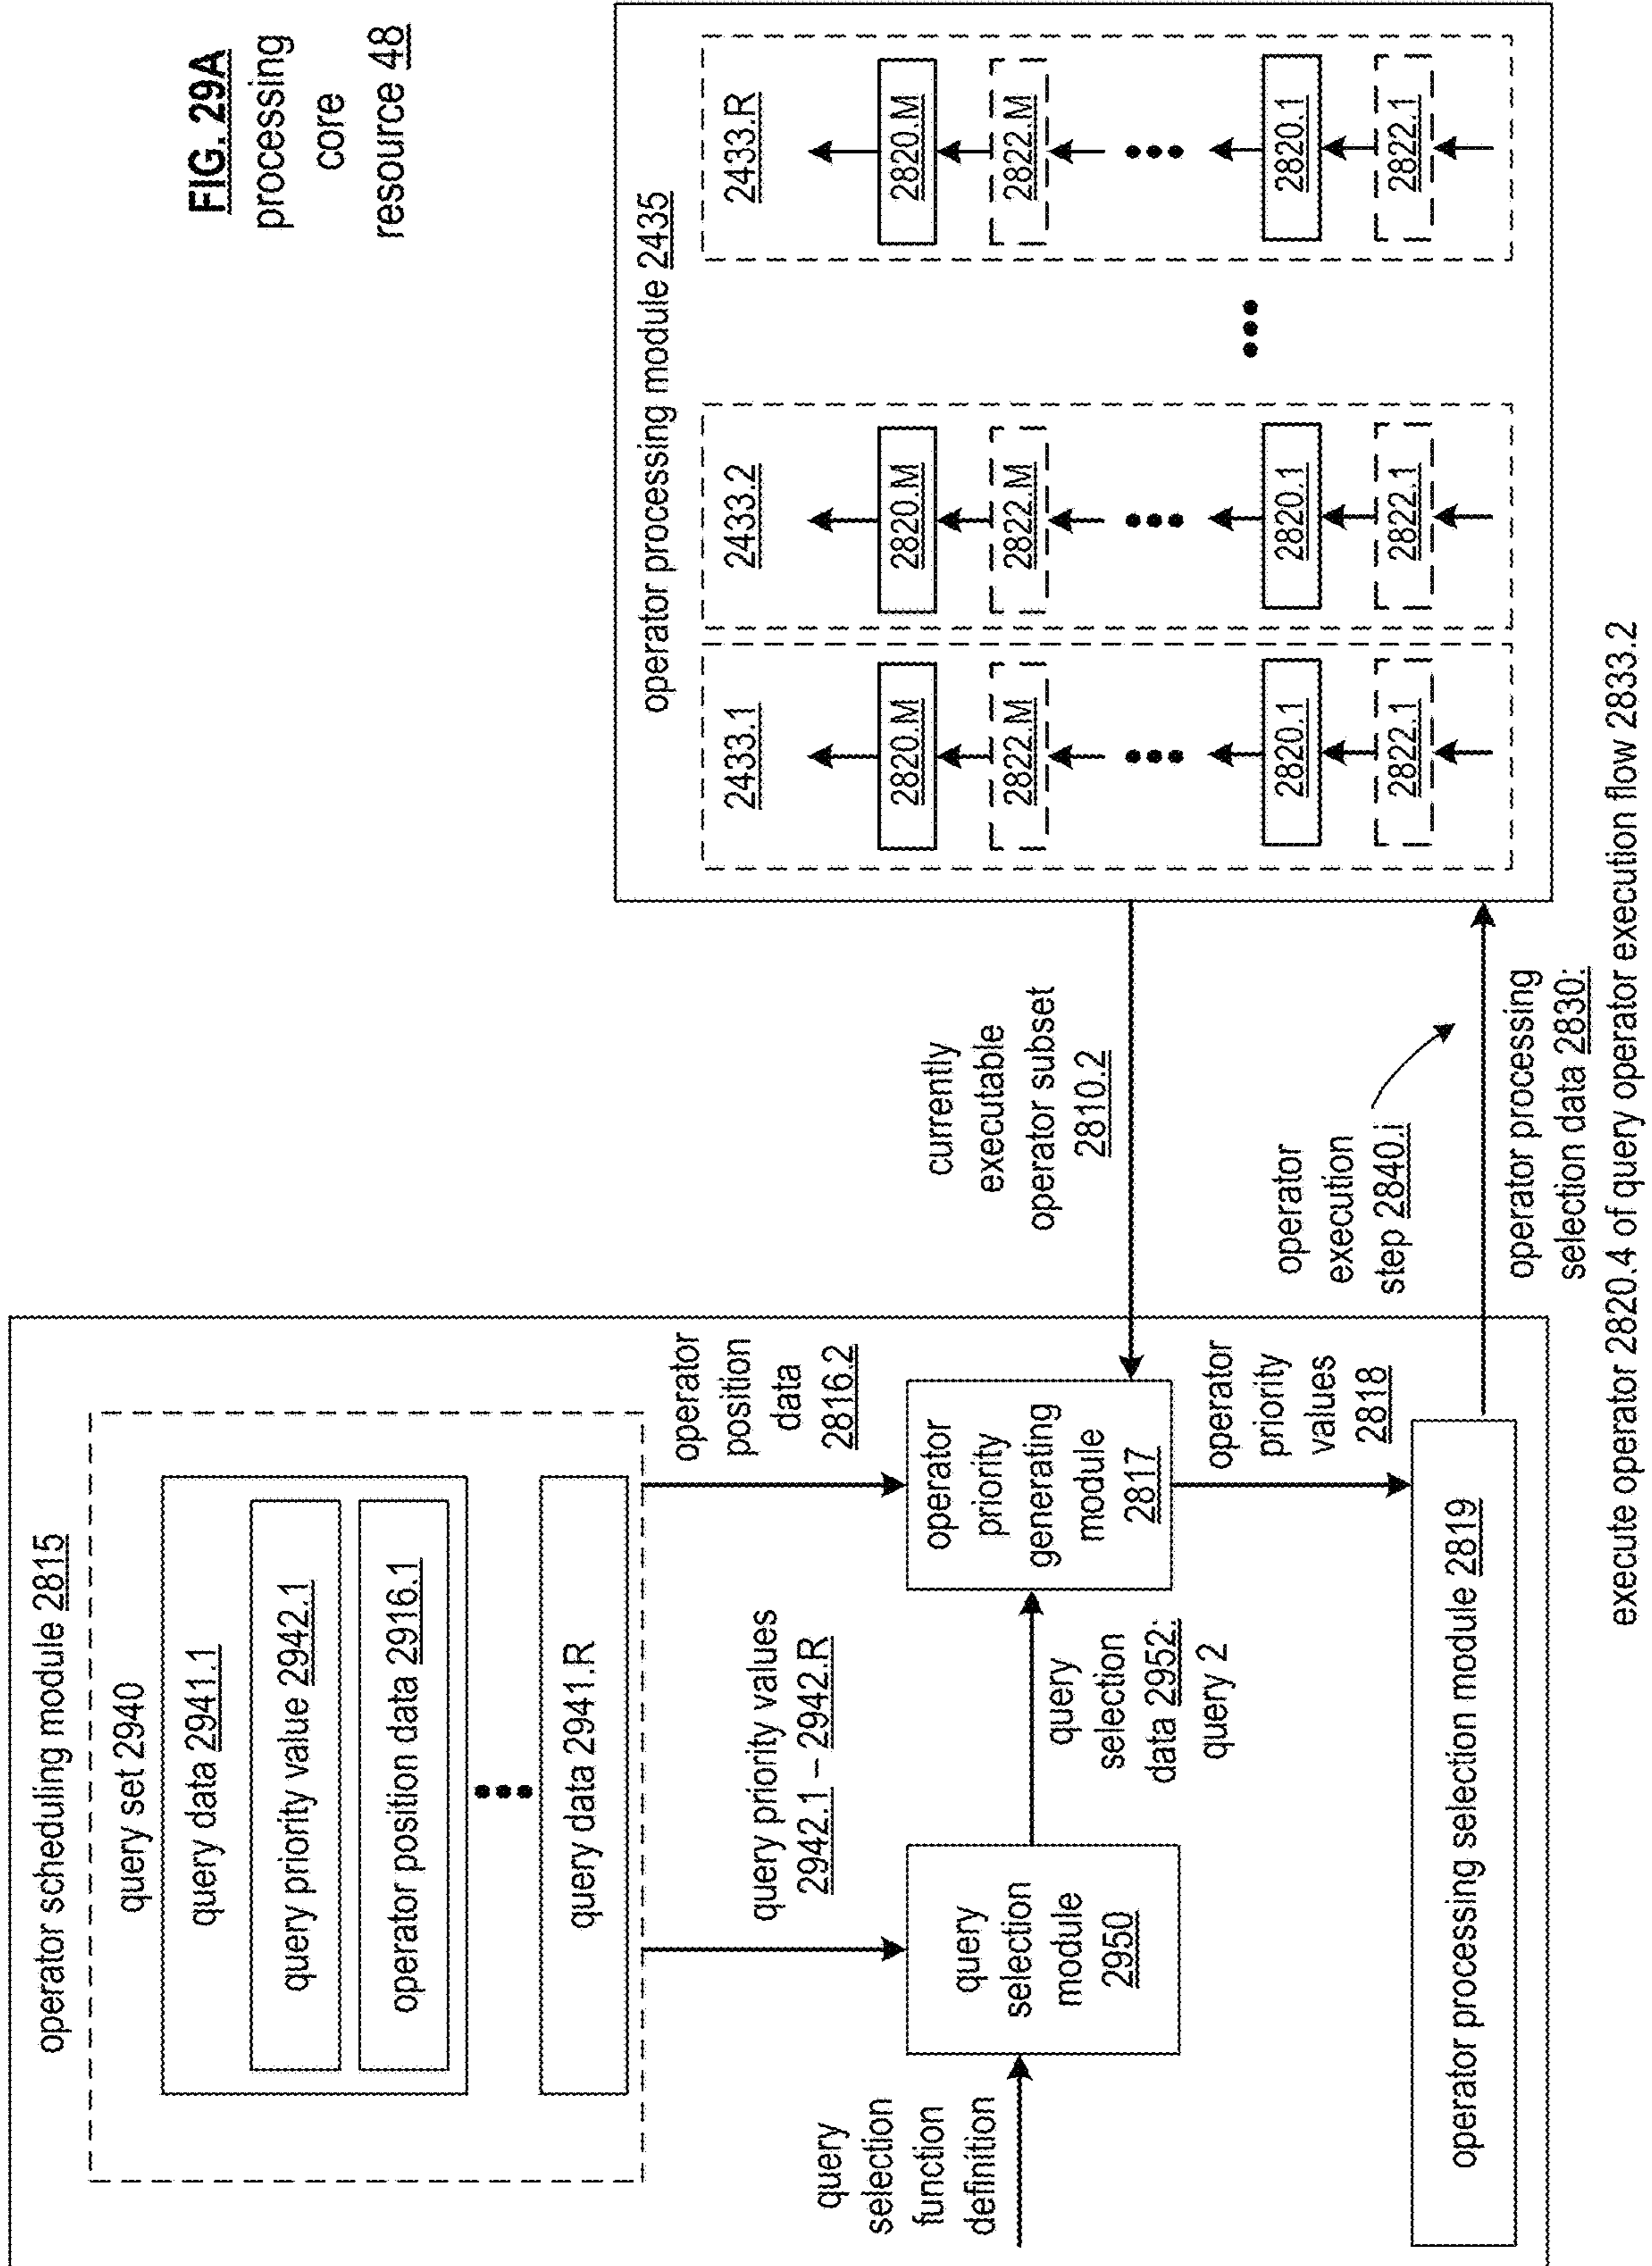 FIG. 29A
processing
core
resource 48
operator scheduling module 2815
query set 2940
query data 2941.1
query priority value 2942.1
operator position data 2916.1
query data 2941.R
query priority values
2942.1 – 2942.R
operator
position
data
2816.2
query
selection
function
definition
query
selection
module
2950
query
selection
data 2952:
query 2
operator
priority
generating
module
2817
operator
priority
values
2818
operator processing selection module 2819
currently
executable
operator subset
2810.2
operator
execution
step 2840.i
operator processing
selection data 2830:
execute operator 2820.4 of query operator execution flow 2833.2
operator processing module 2435
2433.1
2820.M
2822.M
2820.1
2822.1
2433.2
2820.M
2822.M
2820.1
2822.1
2433.R
2820.M
2822.M
2820.1
2822.1